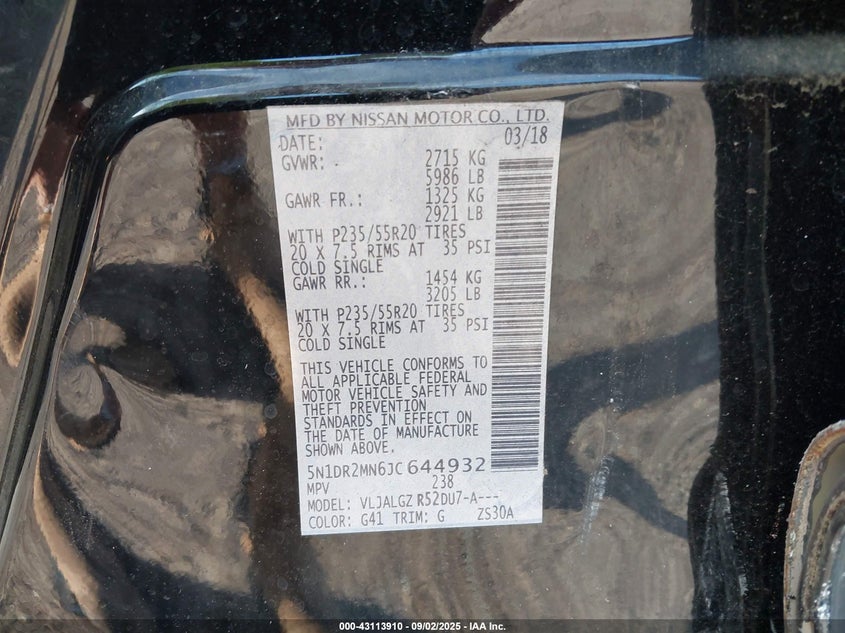 MFD BY NISSAN MOTOR CO., LTD.
DATE: 03/18
GVWR: 2715 KG
5986 LB
GAWR FR.: 1325 KG
2921 LB
WITH P235/55R20 TIRES
20 X 7.5 RIMS AT 35 PSI
COLD SINGLE
GAWR RR.: 1454 KG
3205 LB
WITH P235/55R20 TIRES
20 X 7.5 RIMS AT 35 PSI
COLD SINGLE
THIS VEHICLE CONFORMS TO
ALL APPLICABLE FEDERAL
MOTOR VEHICLE SAFETY AND
THEFT PREVENTION
STANDARDS IN EFFECT ON
THE DATE OF MANUFACTURE
SHOWN ABOVE.
5N1DR2MN6JC644932
MPV 238
MODEL: VLJALGZ R52DU7-A---
COLOR: G41 TRIM: G ZS30A
000-43113910 - 09/02/2025 - IAA Inc.